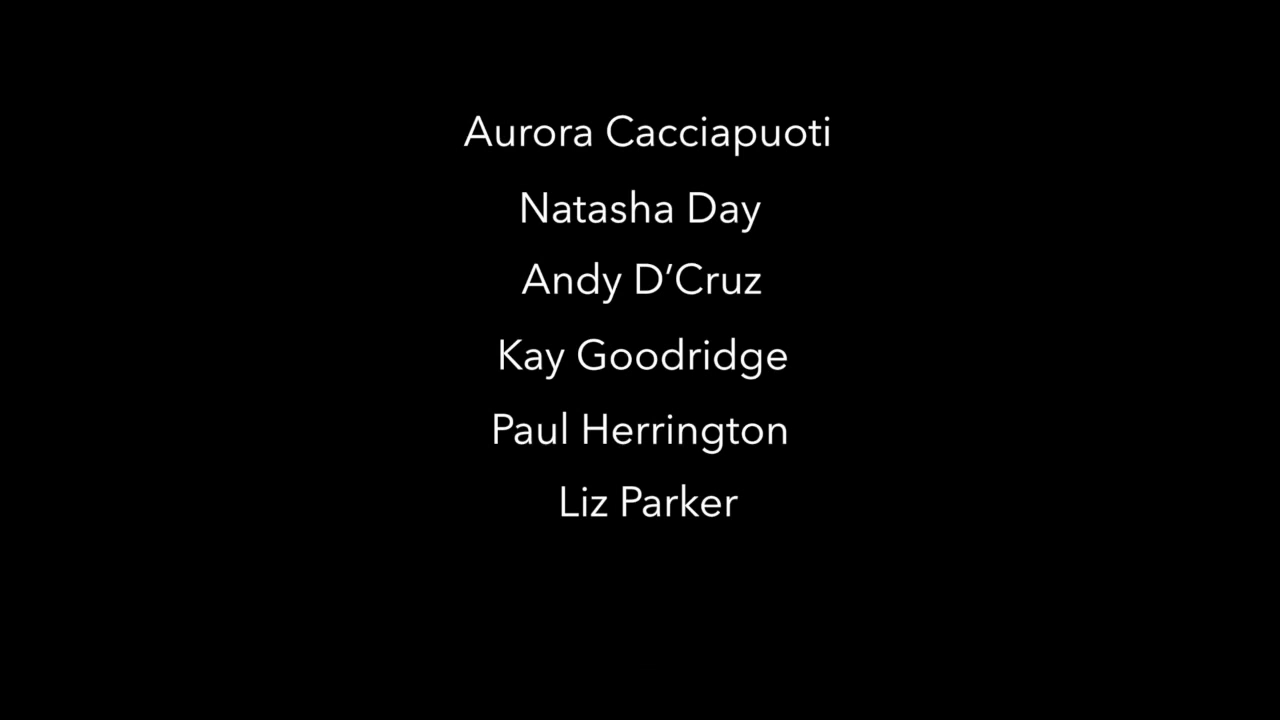 Aurora Cacciapuoti
Natasha Day
Andy D’Cruz
Kay Goodridge
Paul Herrington
Liz Parker